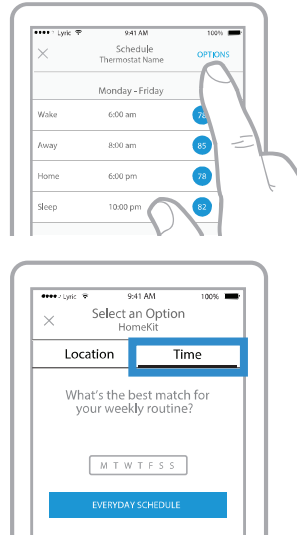 Lyric 9:41 AM 100%
Schedule
Thermostat Name
OPTIONS
Monday - Friday
Wake 6:00 am 78
Away 8:00 am 85
Home 6:00 pm 78
Sleep 10:00 pm 82
Lyric 9:41 AM 100%
Select an Option
HomeKit
Location Time
What's the best match for
your weekly routine?
M T W T F S S
EVERYDAY SCHEDULE